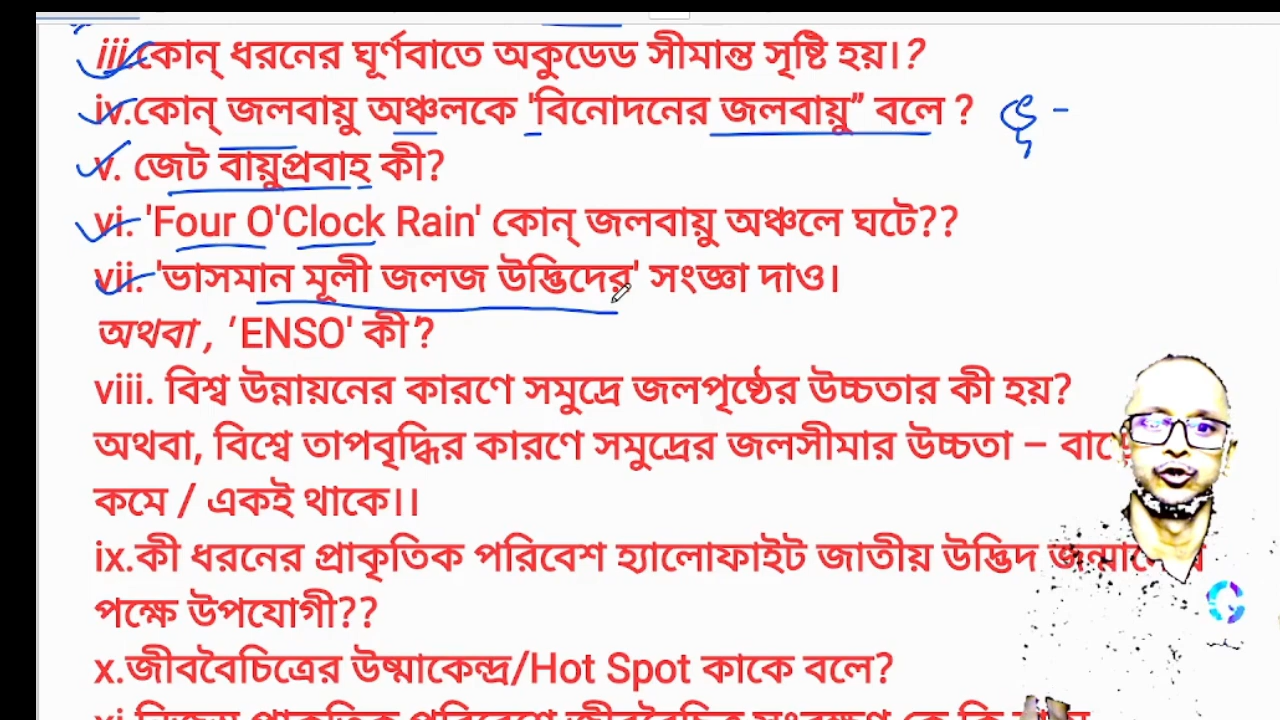 iii.কোন্ ধরনের ঘূর্ণবাতে অকুডেড সীমান্ত সৃষ্টি হয়।?
iv.কোন্ জলবায়ু অঞ্চলকে 'বিনোদনের জলবায়ু” বলে ?
v. জেট বায়ুপ্রবাহ কী?
vi. 'Four O'Clock Rain' কোন্ জলবায়ু অঞ্চলে ঘটে??
vii. 'ভাসমান মূলী জলজ উদ্ভিদের' সংজ্ঞা দাও।
অথবা , ’ENSO' কী’?
viii. বিশ্ব উন্নায়নের কারণে সমুদ্রে জলপৃষ্ঠের উচ্চতার কী হয়?
অথবা, বিশ্বে তাপবৃদ্ধির কারণে সমুদ্রের জলসীমার উচ্চতা –
কমে / একই থাকে।।
ix.কী ধরনের প্রাকৃতিক পরিবেশ হ্যালোফাইট জাতীয় উদ্ভিদ
পক্ষে উপযোগী??
x.জীববৈচিত্রের উষ্মাকেন্দ্র/Hot Spot কাকে বলে?